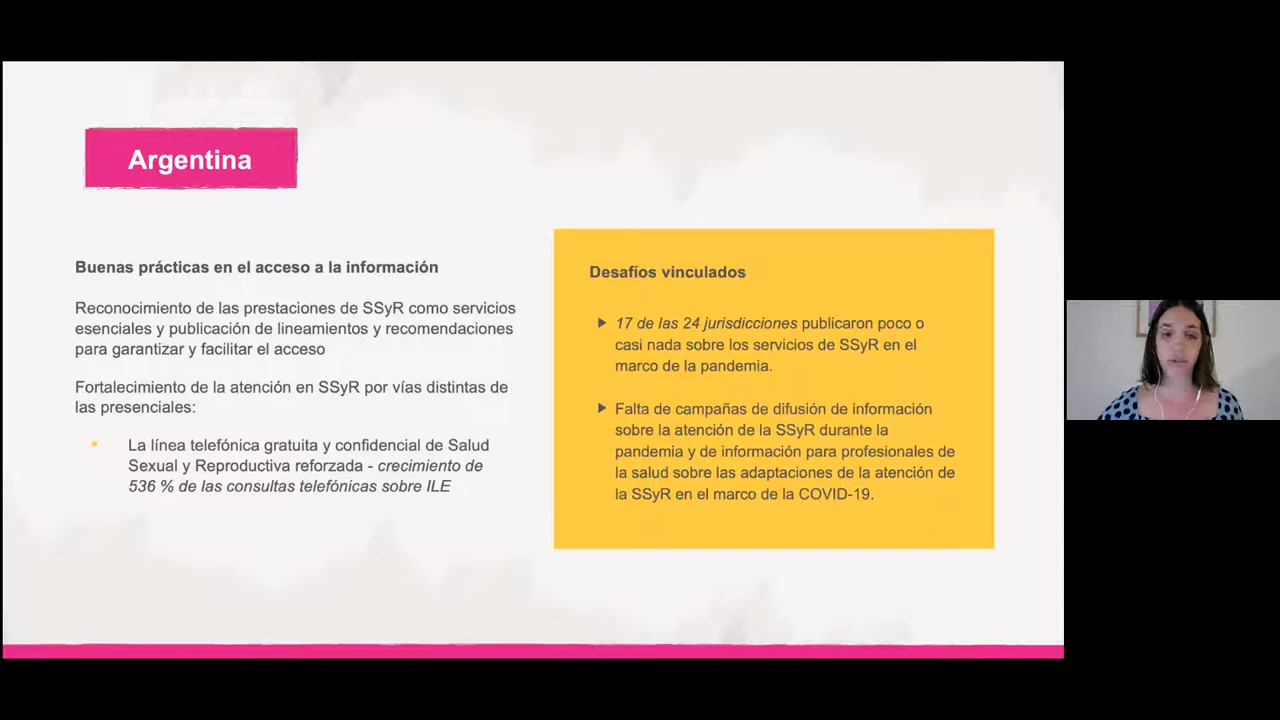 Argentina
Buenas prácticas en el acceso a la información
Reconocimiento de las prestaciones de SSyR como servicios
esenciales y publicación de lineamientos y recomendaciones
para garantizar y facilitar el acceso
Fortalecimiento de la atención en SSyR por vías distintas de
las presenciales:
La línea telefónica gratuita y confidencial de Salud
Sexual y Reproductiva reforzada - crecimiento de
536 % de las consultas telefónicas sobre ILE
Desafíos vinculados
17 de las 24 jurisdicciones publicaron poco o
casi nada sobre los servicios de SSyR en el
marco de la pandemia.
Falta de campañas de difusión de información
sobre la atención de la SSyR durante la
pandemia y de información para profesionales de
la salud sobre las adaptaciones de la atención de
la SSyR en el marco de la COVID-19.